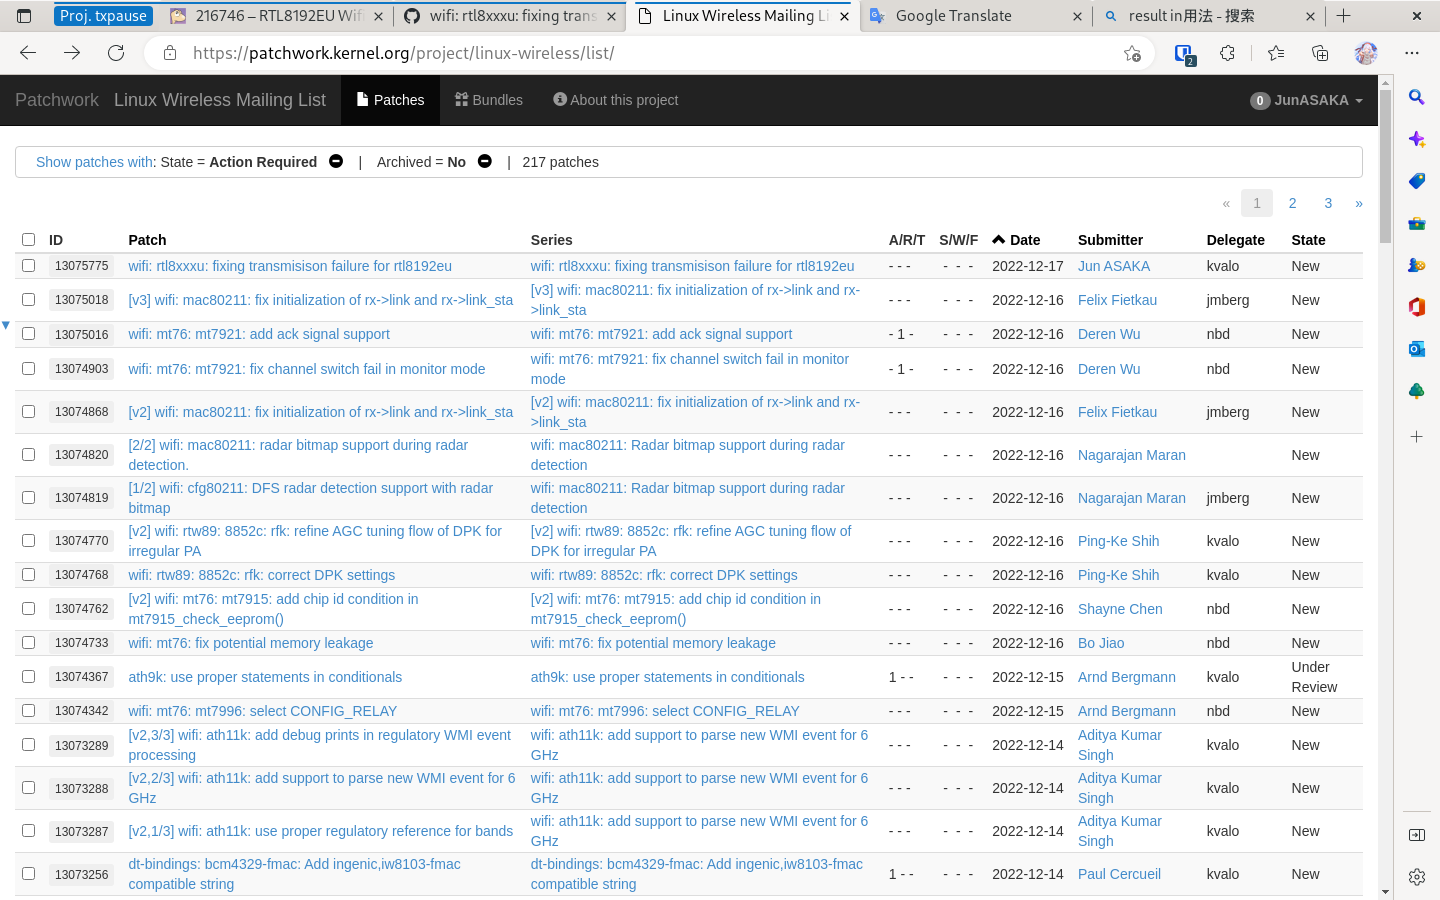 Proj. txpause
216746 – RTL8192EU Wif
wifi: rtl8xxxu: fixing trans
Linux Wireless Mailing Li
Google Translate
result in用法 - 搜索
https://patchwork.kernel.org/project/linux-wireless/list/
2
Patchwork Linux Wireless Mailing List Patches Bundles About this project 0 JunASAKA
Show patches with: State = Action Required | Archived = No | 217 patches
« 1 2 3 »
ID Patch Series A/R/T S/W/F Date Submitter Delegate State
13075775 wifi: rtl8xxxu: fixing transmisison failure for rtl8192eu wifi: rtl8xxxu: fixing transmisison failure for rtl8192eu - - - - - - 2022-12-17 Jun ASAKA kvalo New
13075018 [v3] wifi: mac80211: fix initialization of rx->link and rx->link_sta [v3] wifi: mac80211: fix initialization of rx->link and rx- - - - - - - 2022-12-16 Felix Fietkau jmberg New
>link_sta
13075016 wifi: mt76: mt7921: add ack signal support wifi: mt76: mt7921: add ack signal support - 1 - - - - 2022-12-16 Deren Wu nbd New
13074903 wifi: mt76: mt7921: fix channel switch fail in monitor mode wifi: mt76: mt7921: fix channel switch fail in monitor - 1 - - - - 2022-12-16 Deren Wu nbd New
mode
13074868 [v2] wifi: mac80211: fix initialization of rx->link and rx->link_sta [v2] wifi: mac80211: fix initialization of rx->link and rx- - - - - - - 2022-12-16 Felix Fietkau jmberg New
>link_sta
13074820 [2/2] wifi: mac80211: radar bitmap support during radar wifi: mac80211: Radar bitmap support during radar - - - - - - 2022-12-16 Nagarajan Maran New
detection. detection
13074819 [1/2] wifi: cfg80211: DFS radar detection support with radar wifi: mac80211: Radar bitmap support during radar - - - - - - 2022-12-16 Nagarajan Maran jmberg New
bitmap detection
13074770 [v2] wifi: rtw89: 8852c: rfk: refine AGC tuning flow of DPK for [v2] wifi: rtw89: 8852c: rfk: refine AGC tuning flow of - - - - - - 2022-12-16 Ping-Ke Shih kvalo New
irregular PA DPK for irregular PA
13074768 wifi: rtw89: 8852c: rfk: correct DPK settings wifi: rtw89: 8852c: rfk: correct DPK settings - - - - - - 2022-12-16 Ping-Ke Shih kvalo New
13074762 [v2] wifi: mt76: mt7915: add chip id condition in [v2] wifi: mt76: mt7915: add chip id condition in - - - - - - 2022-12-16 Shayne Chen nbd New
mt7915_check_eeprom() mt7915_check_eeprom()
13074733 wifi: mt76: fix potential memory leakage wifi: mt76: fix potential memory leakage - - - - - - 2022-12-16 Bo Jiao nbd New
13074367 ath9k: use proper statements in conditionals ath9k: use proper statements in conditionals 1 - - - - - 2022-12-15 Arnd Bergmann kvalo Under
Review
13074342 wifi: mt76: mt7996: select CONFIG_RELAY wifi: mt76: mt7996: select CONFIG_RELAY - - - - - - 2022-12-15 Arnd Bergmann nbd New
13073289 [v2,3/3] wifi: ath11k: add debug prints in regulatory WMI event wifi: ath11k: add support to parse new WMI event for 6 - - - - - - 2022-12-14 Aditya Kumar kvalo New
processing GHz Singh
13073288 [v2,2/3] wifi: ath11k: add support to parse new WMI event for 6 wifi: ath11k: add support to parse new WMI event for 6 - - - - - - 2022-12-14 Aditya Kumar kvalo New
GHz GHz Singh
13073287 [v2,1/3] wifi: ath11k: use proper regulatory reference for bands wifi: ath11k: add support to parse new WMI event for 6 - - - - - - 2022-12-14 Aditya Kumar kvalo New
GHz Singh
13073256 dt-bindings: bcm4329-fmac: Add ingenic,iw8103-fmac dt-bindings: bcm4329-fmac: Add ingenic,iw8103-fmac 1 - - - - - 2022-12-14 Paul Cercueil kvalo New
compatible string compatible string